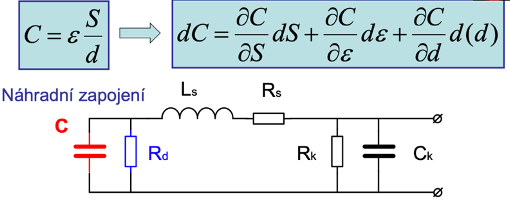 C = ε S/d
dC = ∂C/∂S dS + ∂C/∂ε dε + ∂C/∂d d(d)
Náhradní zapojení
Ls
Rs
C
Rd
Rk
Ck